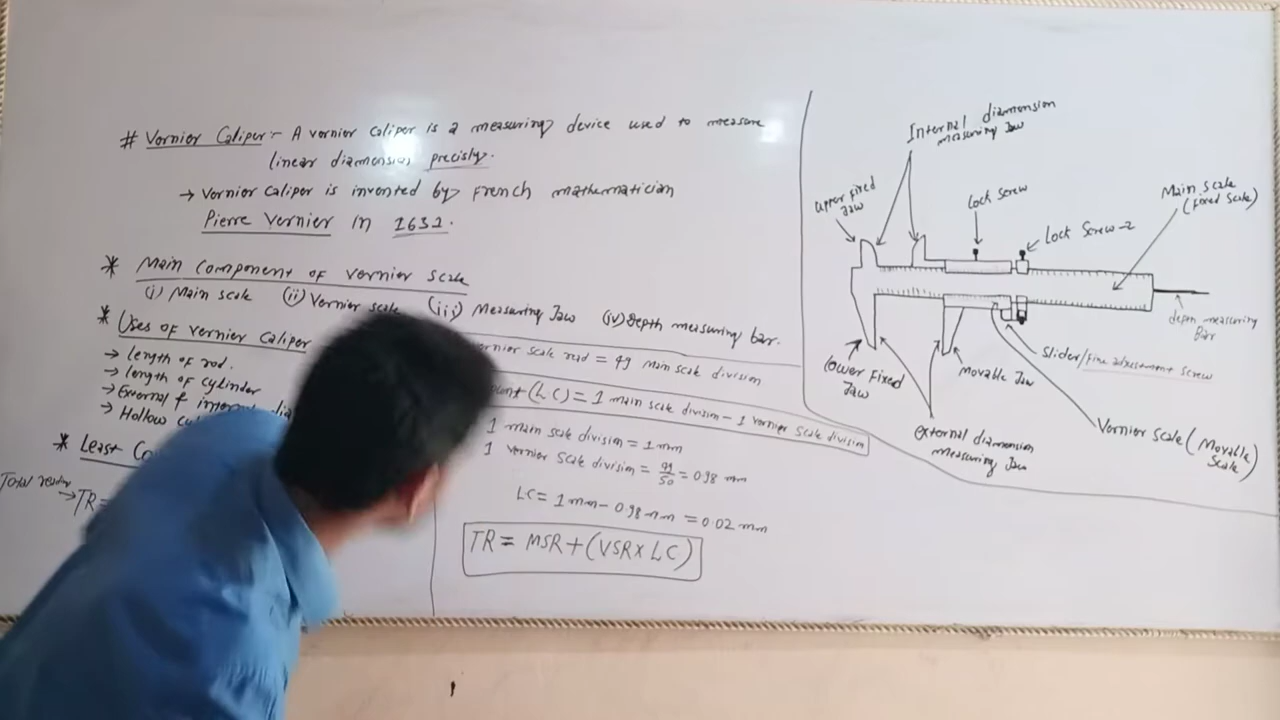 # Vernier Caliper:- A vernier caliper is a measuring device used to measure
linear diamension precisly.
→ Vernier caliper is invented by French mathematician
Pierre Vernier in 1631.
* Main Component of vernier scale
(i) Main scale (ii) Vernier scale (iii) Measuring Jaw (iv) Depth measuring bar.
* Uses of vernier caliper
→ length of rod.
→ length of cylinder
→ External & internal dia
→ Hollow
* Least
Total
→ TR =
vernier scale read = 49 main scale division
(LC) = 1 main scale division - 1 vernier scale division
1 main scale division = 1 mm
1 vernier scale division = 49/50 = 0.98 mm
LC = 1 mm - 0.98 mm = 0.02 mm
TR = MSR + (VSR X LC)
Internal diamension
measuring Jaw
upper fixed
Jaw
Lock Screw
Lock Screw-2
Main scale
(fixed scale)
depth measuring
Bar
Slider/fine adjustment screw
Lower Fixed
Jaw
Movable Jaw
external diamension
measuring Jaw
Vernier Scale (Movable
Scale)